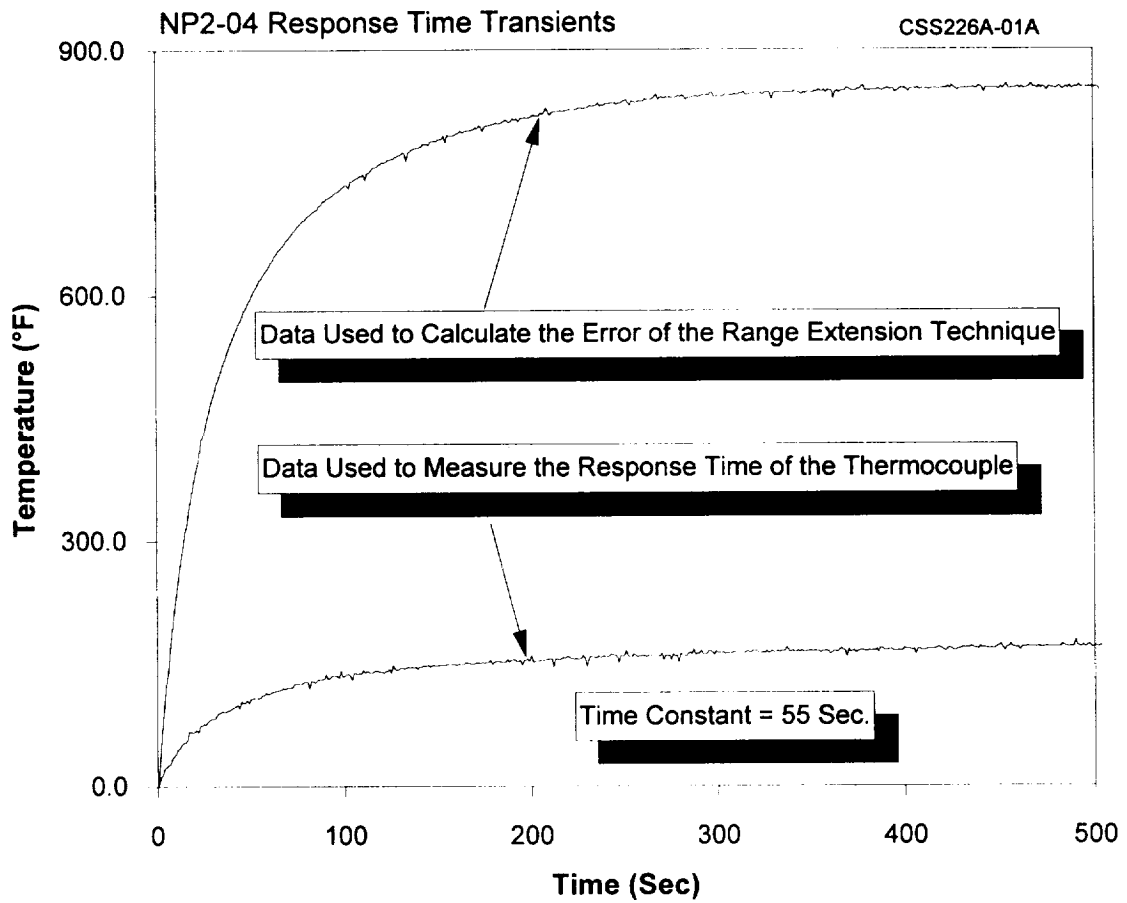 NP2-04 Response Time Transients
CSS226A-01A
900.0
600.0
300.0
0.0
Temperature (°F)
Data Used to Calculate the Error of the Range Extension Technique
Data Used to Measure the Response Time of the Thermocouple
Time Constant = 55 Sec.
0
100
200
300
400
500
Time (Sec)